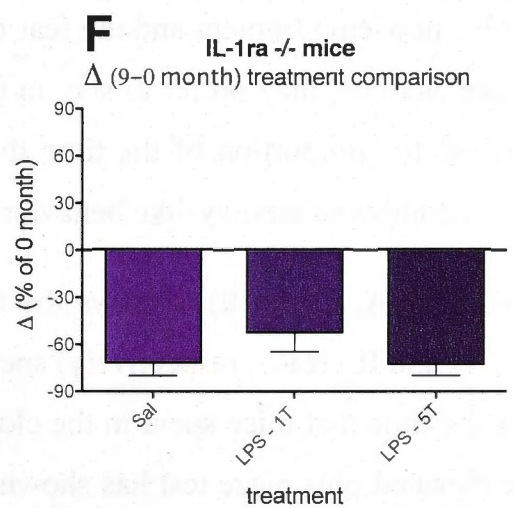 F
IL-1ra -/- mice
Δ (9–0 month) treatment comparison
Δ (% of 0 month)
90
60
30
0
-30
-60
-90
sal
LPS - 1T
LPS - 5T
treatment